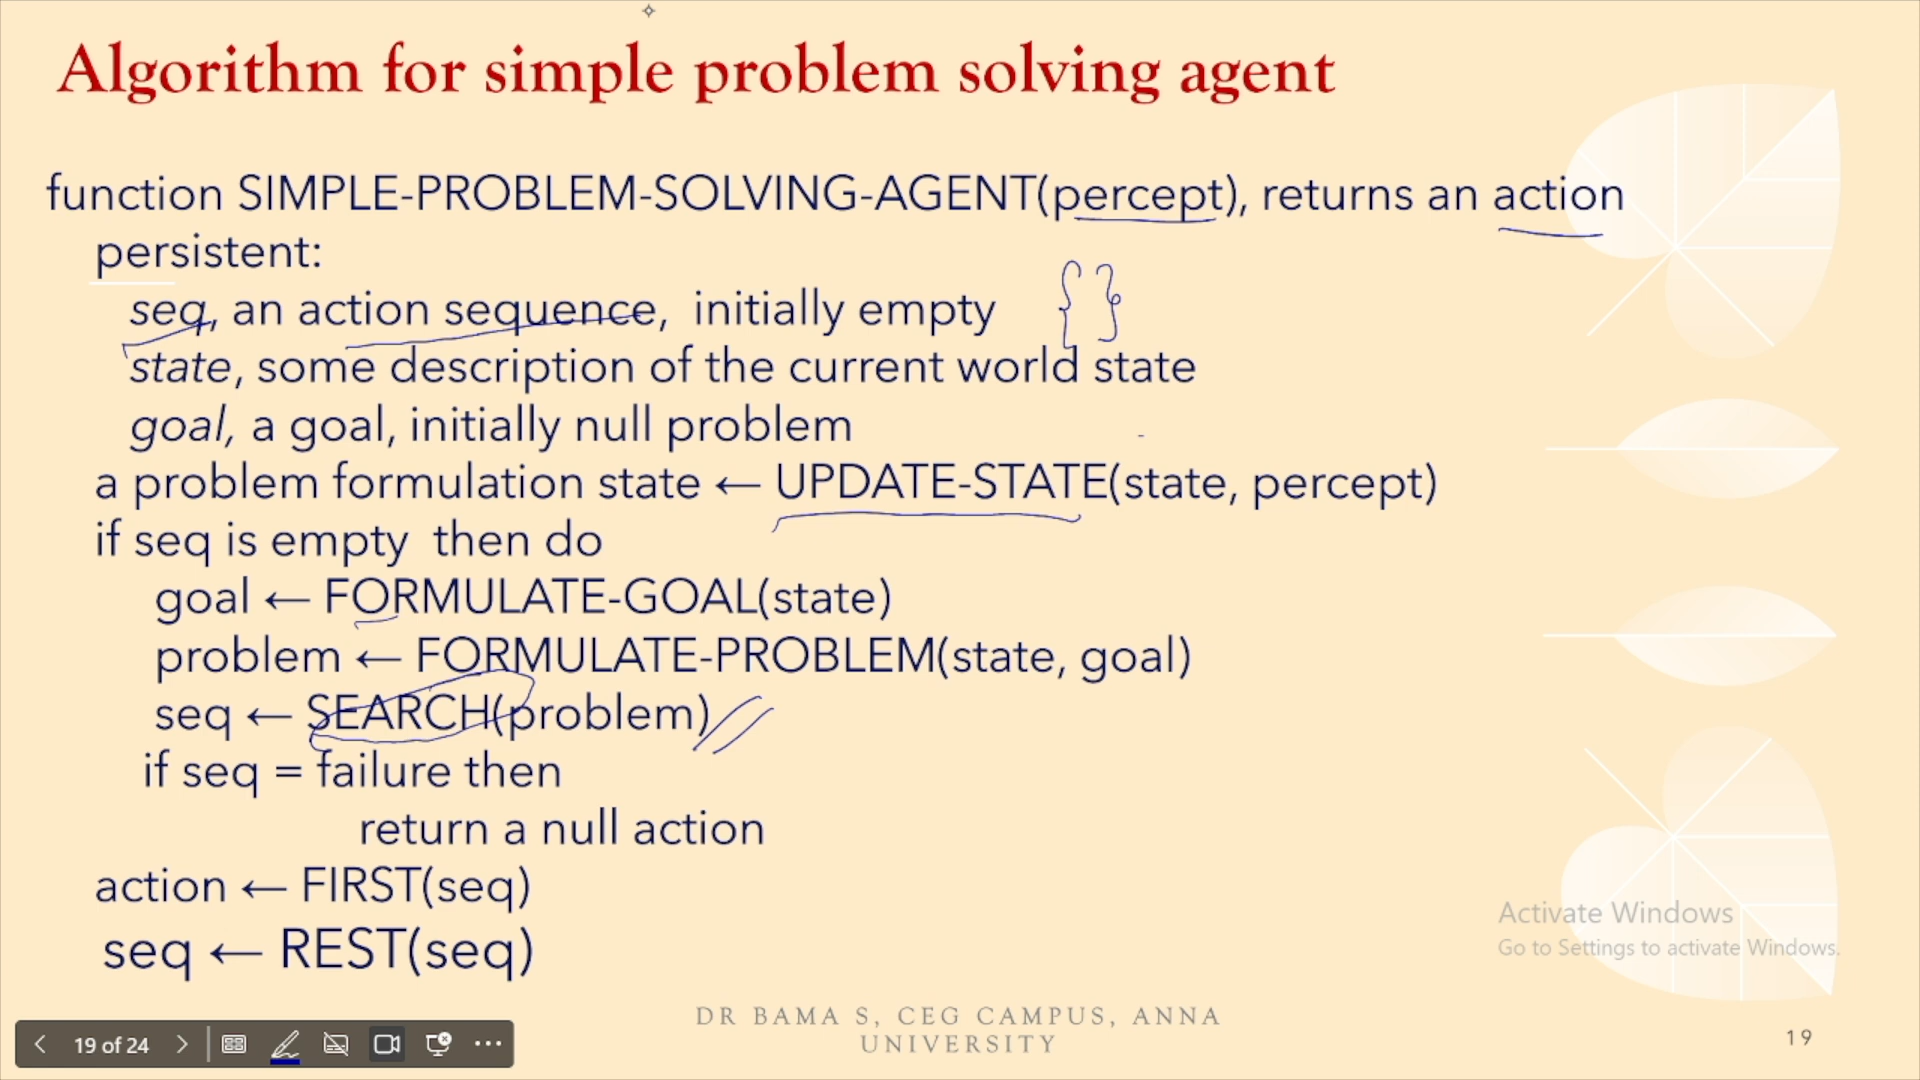 Algorithm for simple problem solving agent
function SIMPLE-PROBLEM-SOLVING-AGENT(percept), returns an action
persistent:
seq, an action sequence, initially empty { }
state, some description of the current world state
goal, a goal, initially null problem
a problem formulation state ← UPDATE-STATE(state, percept)
if seq is empty then do
goal ← FORMULATE-GOAL(state)
problem ← FORMULATE-PROBLEM(state, goal)
seq ← SEARCH(problem)
if seq = failure then
return a null action
action ← FIRST(seq)
seq ← REST(seq)
Activate Windows
Go to Settings to activate Windows.
DR BAMA S, CEG CAMPUS, ANNA
UNIVERSITY
19
19 of 24